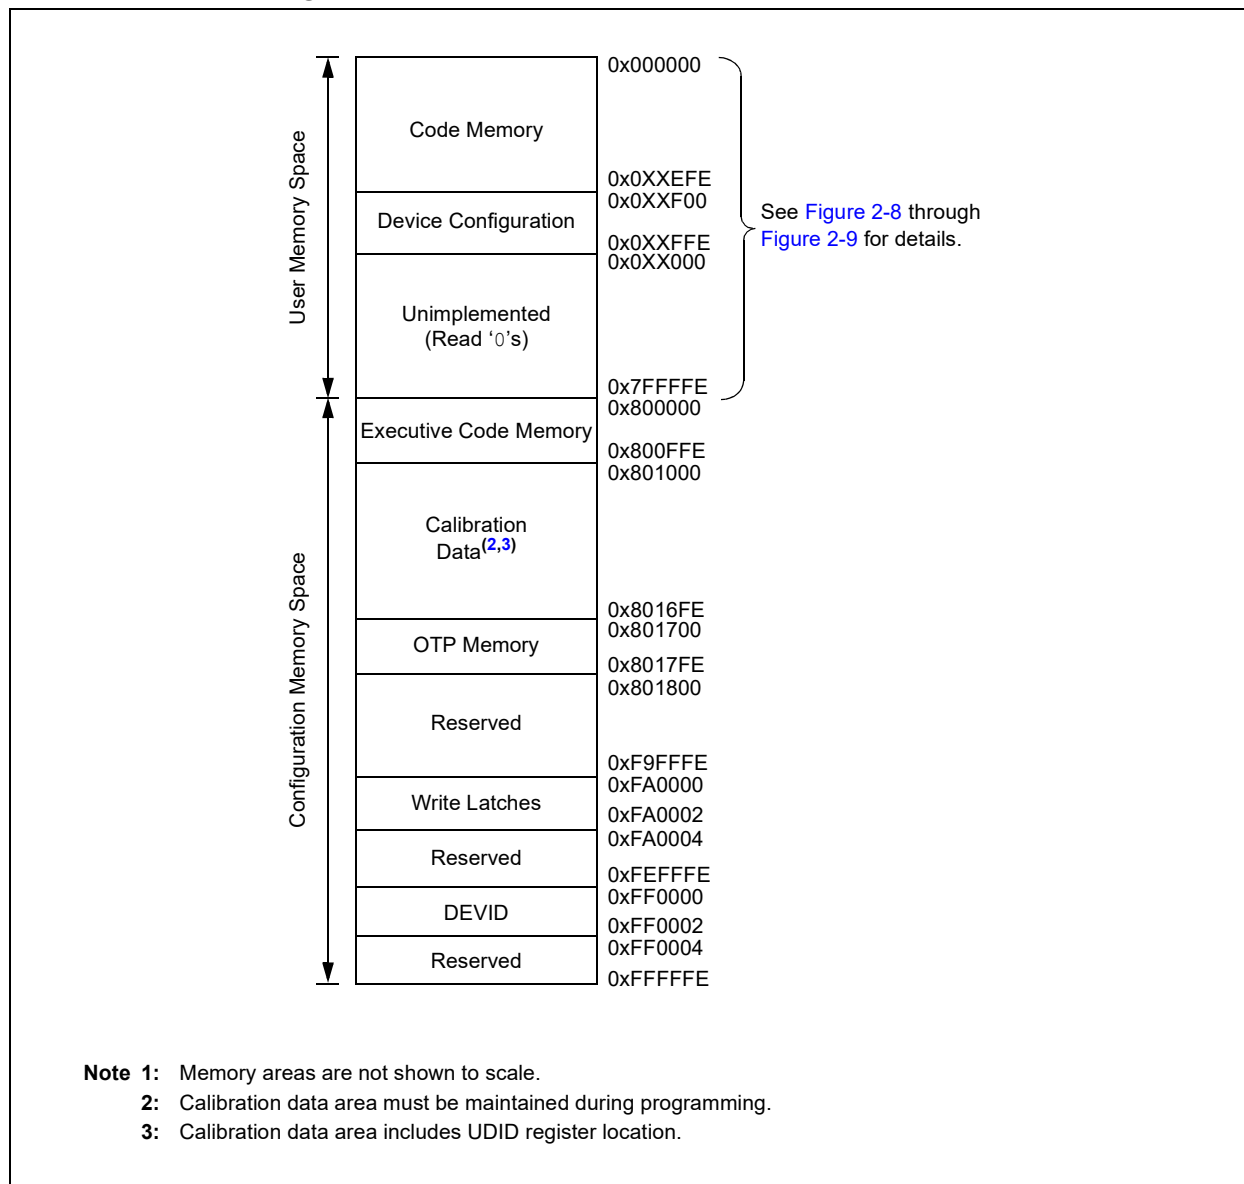 0x000000
Code Memory
0x0XXEFE
0x0XXF00
Device Configuration
0x0XXFFE
0x0XX000
Unimplemented
(Read ‘0’s)
0x7FFFFE
User Memory Space
See Figure 2-8 through
Figure 2-9 for details.
0x800000
Executive Code Memory
0x800FFE
0x801000
Calibration
Data(2,3)
0x8016FE
0x801700
OTP Memory
0x8017FE
0x801800
Reserved
0xF9FFFE
0xFA0000
Write Latches
0xFA0002
0xFA0004
Reserved
0xFEFFFE
0xFF0000
DEVID
0xFF0002
0xFF0004
Reserved
0xFFFFFE
Configuration Memory Space
Note 1: Memory areas are not shown to scale.
2: Calibration data area must be maintained during programming.
3: Calibration data area includes UDID register location.